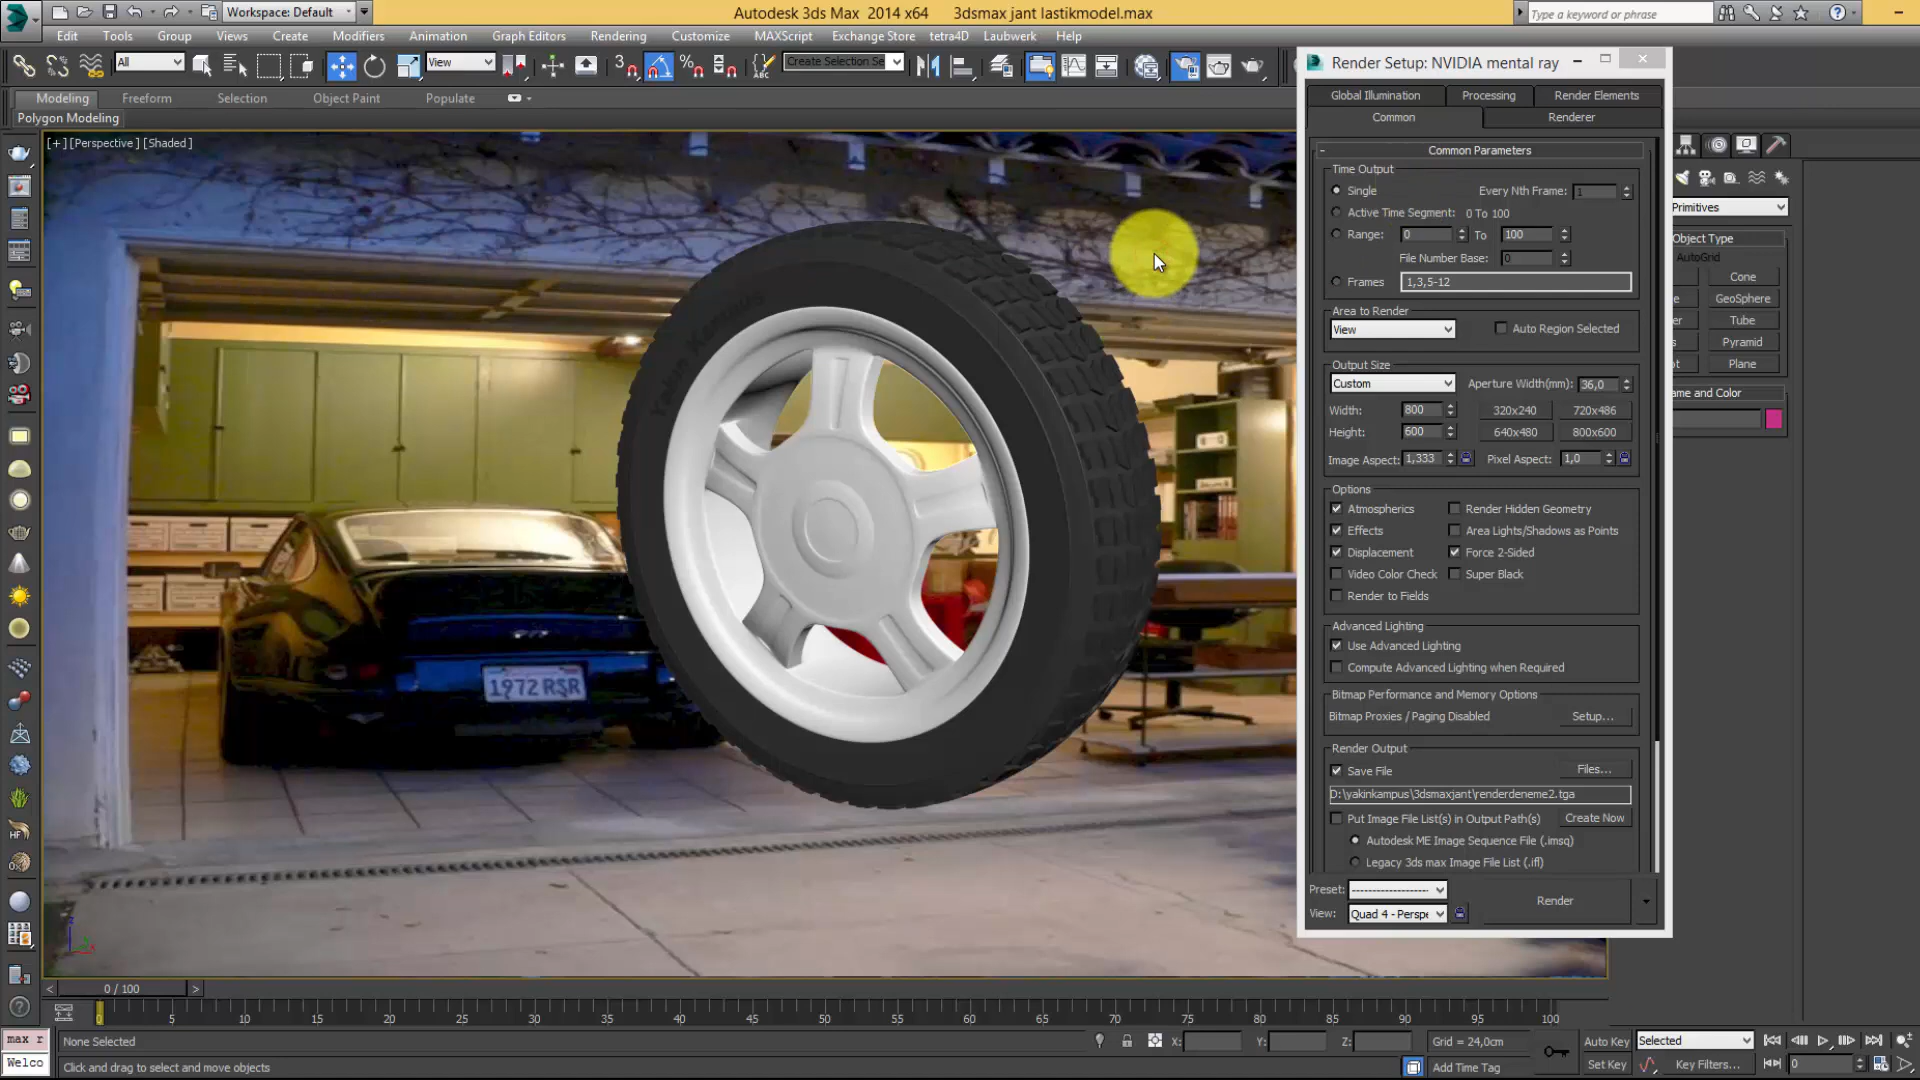 Workspace: Default
Autodesk 3ds Max 2014 x64
3dsmax jant lastikmodel.max
Type a keyword or phrase
Edit
Tools
Group
Views
Create
Modifiers
Animation
Graph Editors
Rendering
Customize
MAXScript
Exchange Store
tetra4D
Laubwerk
Help
All
View
Create Selection Se
Modeling
Freeform
Selection
Object Paint
Populate
Polygon Modeling
[+] [Perspective] [Shaded]
Yakın Kampüs
1972 RSR
Render Setup: NVIDIA mental ray
Global Illumination
Processing
Render Elements
Common
Renderer
- Common Parameters
Time Output
Single
Every Nth Frame: 1
Active Time Segment: 0 To 100
Range: 0 To 100
File Number Base: 0
Frames 1,3,5-12
Area to Render
View
Auto Region Selected
Output Size
Custom
Aperture Width(mm): 36,0
Width: 800
320x240
720x486
Height: 600
640x480
800x600
Image Aspect: 1,333
Pixel Aspect: 1,0
Options
Atmospherics
Render Hidden Geometry
Effects
Area Lights/Shadows as Points
Displacement
Force 2-Sided
Video Color Check
Super Black
Render to Fields
Advanced Lighting
Use Advanced Lighting
Compute Advanced Lighting when Required
Bitmap Performance and Memory Options
Bitmap Proxies / Paging Disabled
Setup...
Render Output
Save File
Files...
D:\yakinkampus\3dsmaxjant\renderdeneme2.tga
Put Image File List(s) in Output Path(s)
Create Now
Autodesk ME Image Sequence File (.imsq)
Legacy 3ds max Image File List (.ifl)
Preset:
View: Quad 4 - Perspe
Render
Primitives
Object Type
AutoGrid
Cone
GeoSphere
Tube
Pyramid
Plane
ame and Color
0 / 100
0 5 10 15 20 25 30 35 40 45 50 55 60 65 70 75 80 85 90 95 100
max r
None Selected
X:
Y:
Z:
Grid = 24,0cm
Auto Key
Selected
Welco
Click and drag to select and move objects
Add Time Tag
Set Key
Key Filters...
0